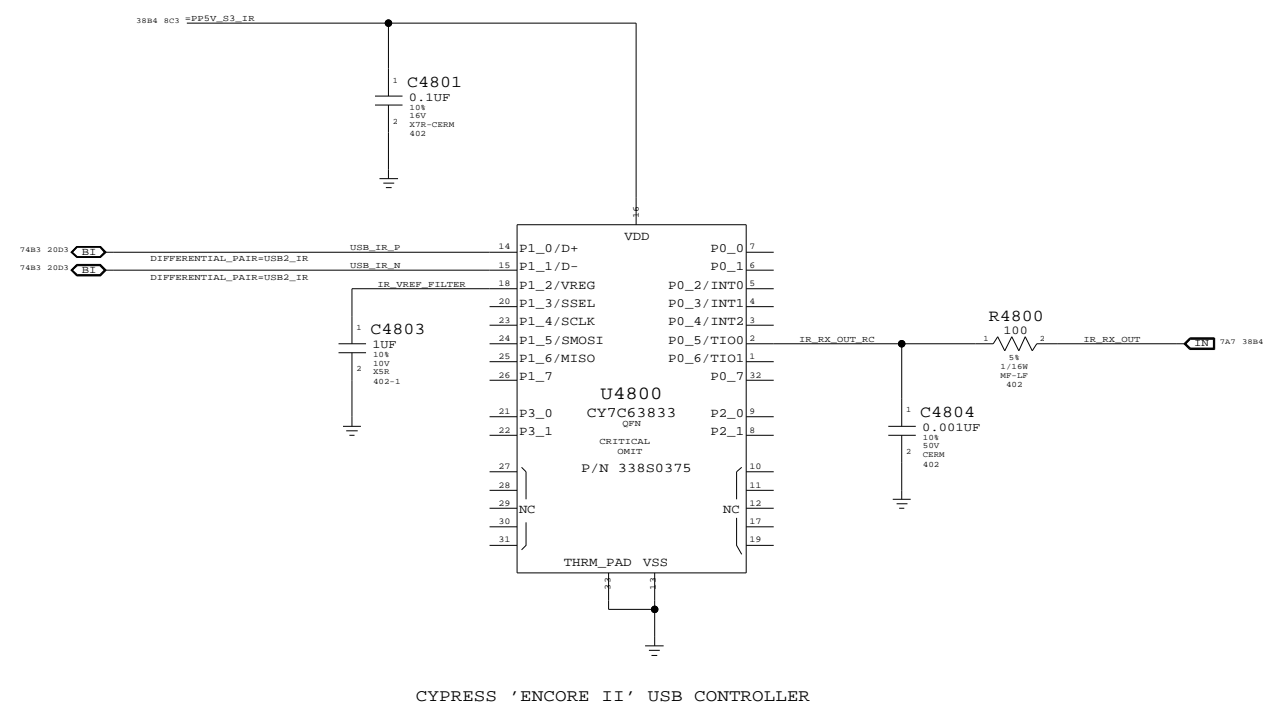 38B4 8C3 =PP5V_S3_IR
1 C4801
0.1UF
10%
16V
2 X7R-CERM
402
16
VDD
74B3 20D3 BI USB_IR_P 14 P1_0/D+ P0_0 7
DIFFERENTIAL_PAIR=USB2_IR
74B3 20D3 BI USB_IR_N 15 P1_1/D- P0_1 6
DIFFERENTIAL_PAIR=USB2_IR
IR_VREF_FILTER 18 P1_2/VREG P0_2/INT0 5
20 P1_3/SSEL P0_3/INT1 4
23 P1_4/SCLK P0_4/INT2 3
24 P1_5/SMOSI P0_5/TIO0 2
25 P1_6/MISO P0_6/TIO1 1
26 P1_7 P0_7 32
1 C4803
1UF
10%
10V
2 X5R
402-1
IR_RX_OUT_RC
R4800
100
1 2
5%
1/16W
MF-LF
402
IR_RX_OUT IN 7A7 38B4
U4800
CY7C63833
QFN
CRITICAL
OMIT
P/N 338S0375
21 P3_0 P2_0 9
22 P3_1 P2_1 8
1 C4804
0.001UF
10%
50V
2 CERM
402
27 10
28 11
29 NC NC 12
30 17
31 19
THRM_PAD VSS
33 13
CYPRESS 'ENCORE II' USB CONTROLLER